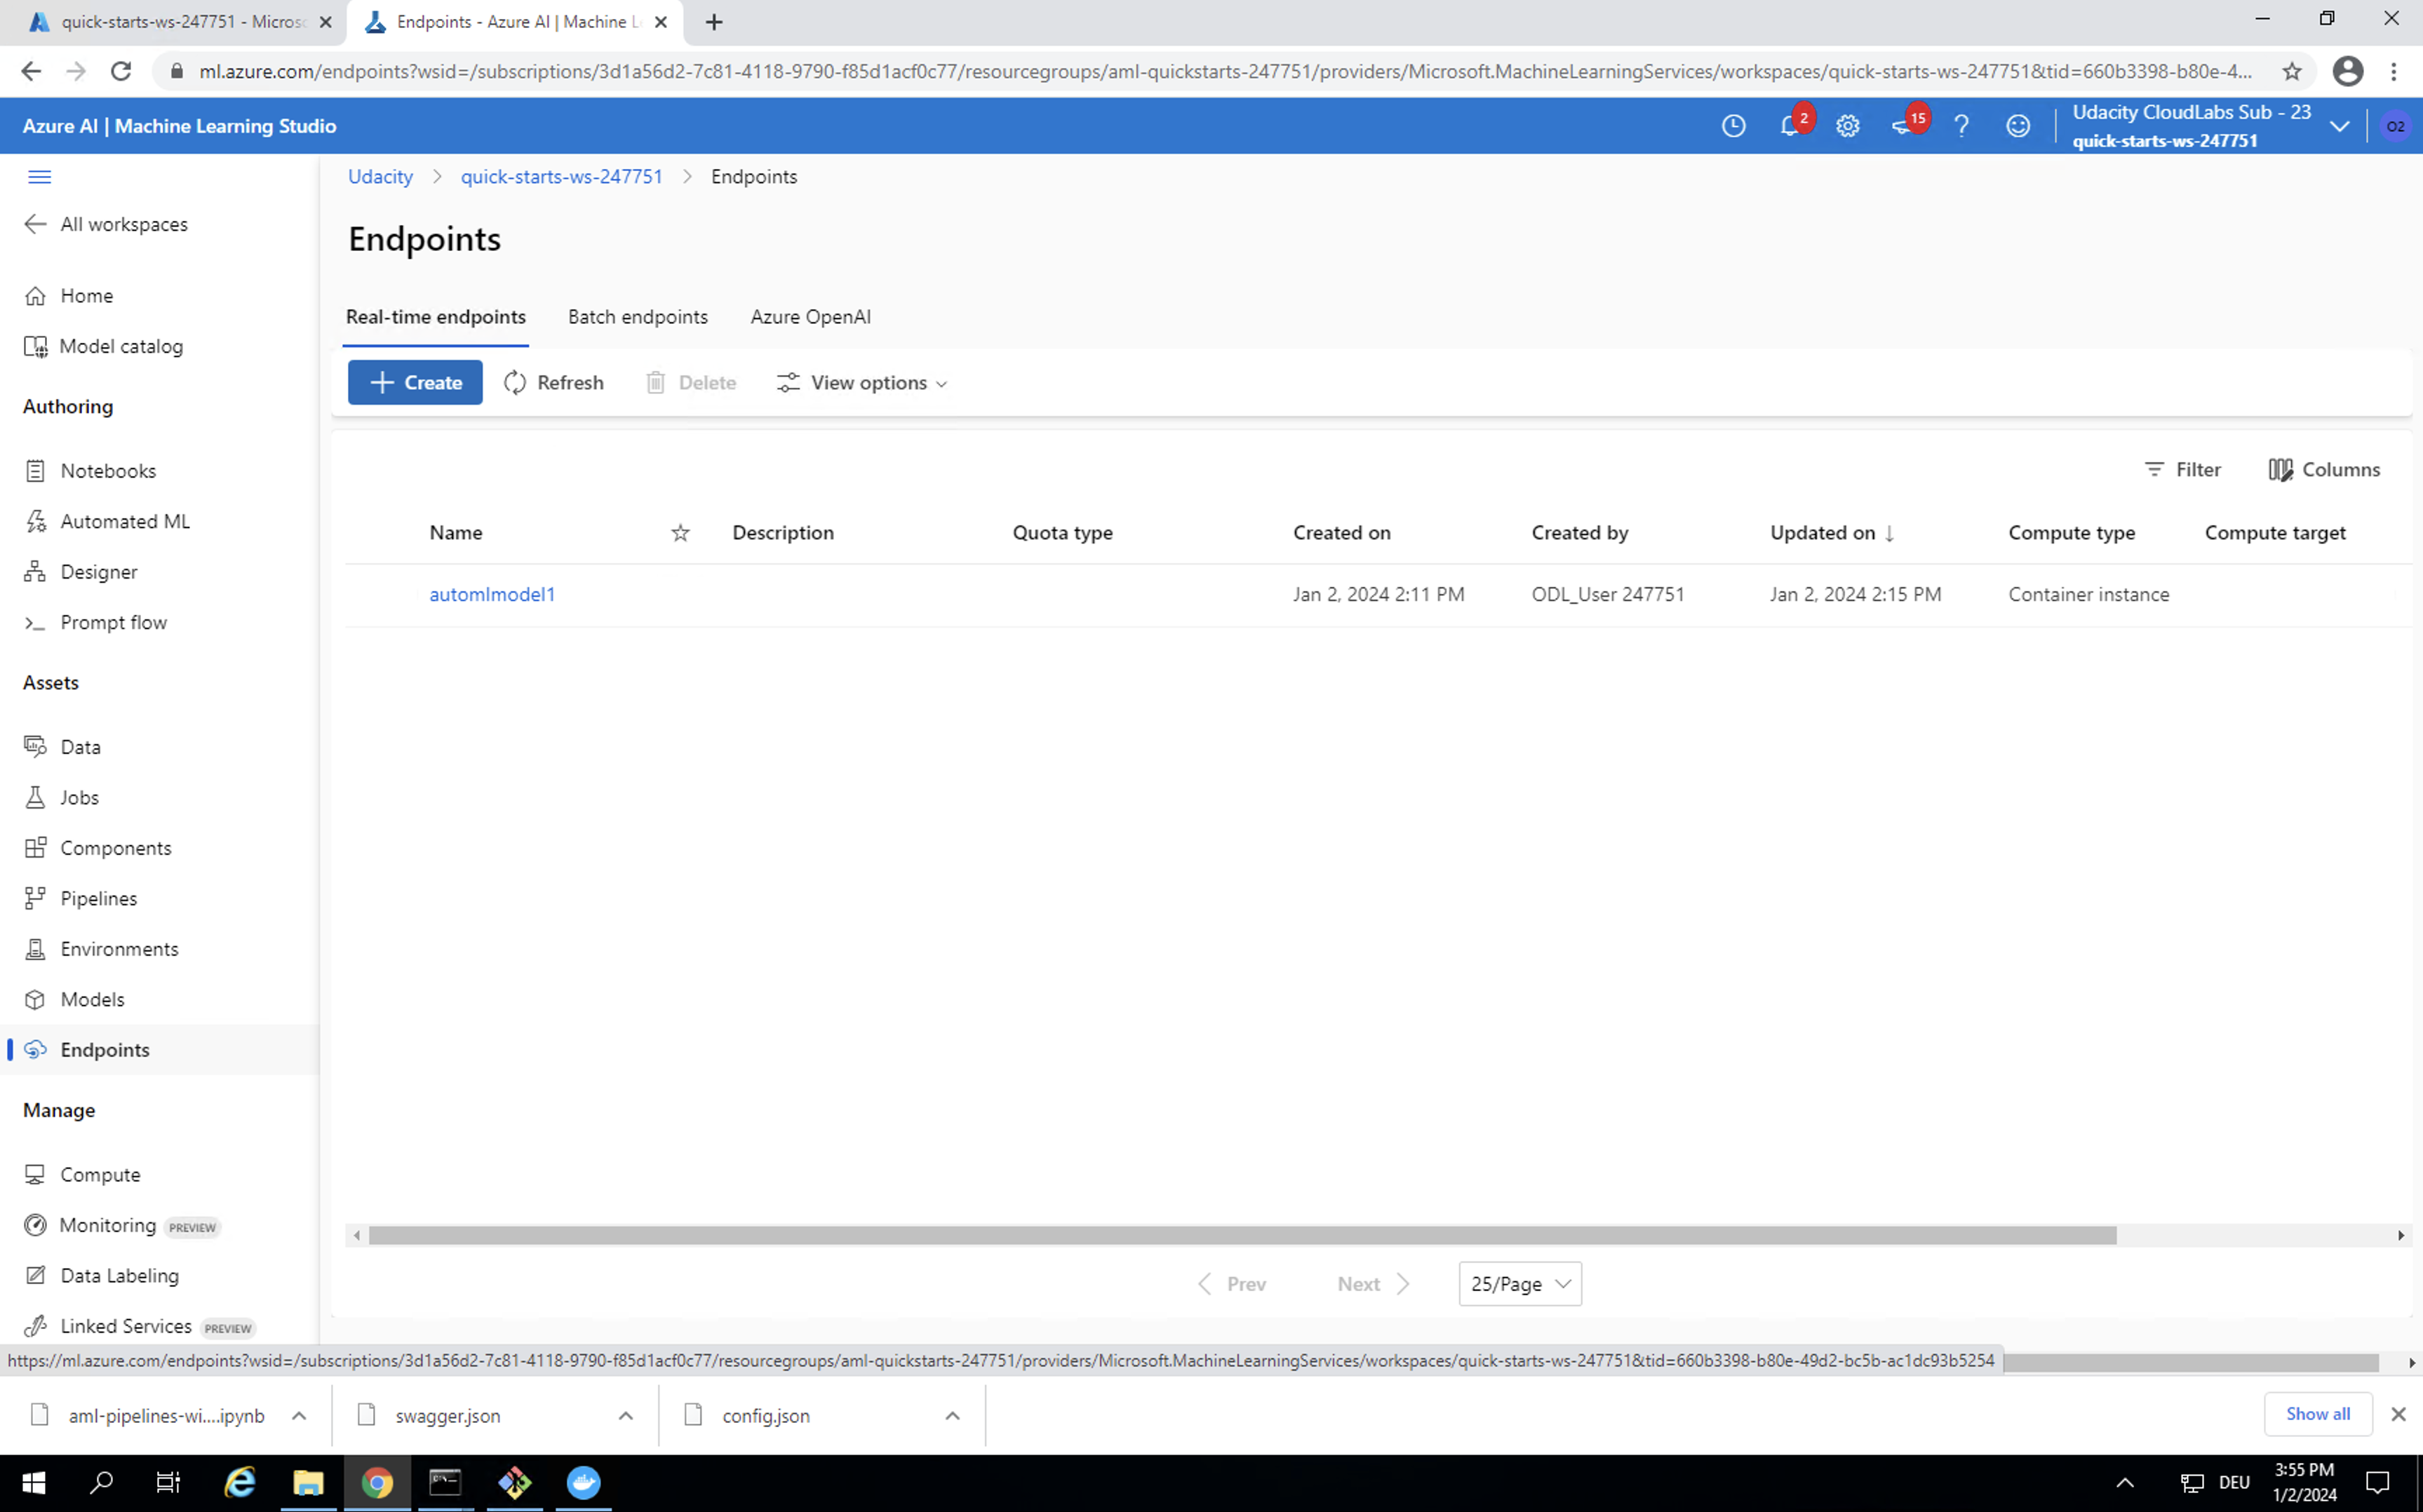 quick-starts-ws-247751 - Micros
Endpoints - Azure AI | Machine L
ml.azure.com/endpoints?wsid=/subscriptions/3d1a56d2-7c81-4118-9790-f85d1acf0c77/resourcegroups/aml-quickstarts-247751/providers/Microsoft.MachineLearningServices/workspaces/quick-starts-ws-247751&tid=660b3398-b80e-4...
Azure AI | Machine Learning Studio
2
15
Udacity CloudLabs Sub - 23
quick-starts-ws-247751
O2
Udacity > quick-starts-ws-247751 > Endpoints
All workspaces
Home
Model catalog
Authoring
Notebooks
Automated ML
Designer
Prompt flow
Assets
Data
Jobs
Components
Pipelines
Environments
Models
Endpoints
Manage
Compute
Monitoring PREVIEW
Data Labeling
Linked Services PREVIEW
Endpoints
Real-time endpoints Batch endpoints Azure OpenAI
Create Refresh Delete View options
Filter Columns
Name Description Quota type Created on Created by Updated on ↓ Compute type Compute target
automlmodel1 Jan 2, 2024 2:11 PM ODL_User 247751 Jan 2, 2024 2:15 PM Container instance
Prev Next 25/Page
https://ml.azure.com/endpoints?wsid=/subscriptions/3d1a56d2-7c81-4118-9790-f85d1acf0c77/resourcegroups/aml-quickstarts-247751/providers/Microsoft.MachineLearningServices/workspaces/quick-starts-ws-247751&tid=660b3398-b80e-49d2-bc5b-ac1dc93b5254
aml-pipelines-wi....ipynb swagger.json config.json Show all
DEU
3:55 PM
1/2/2024